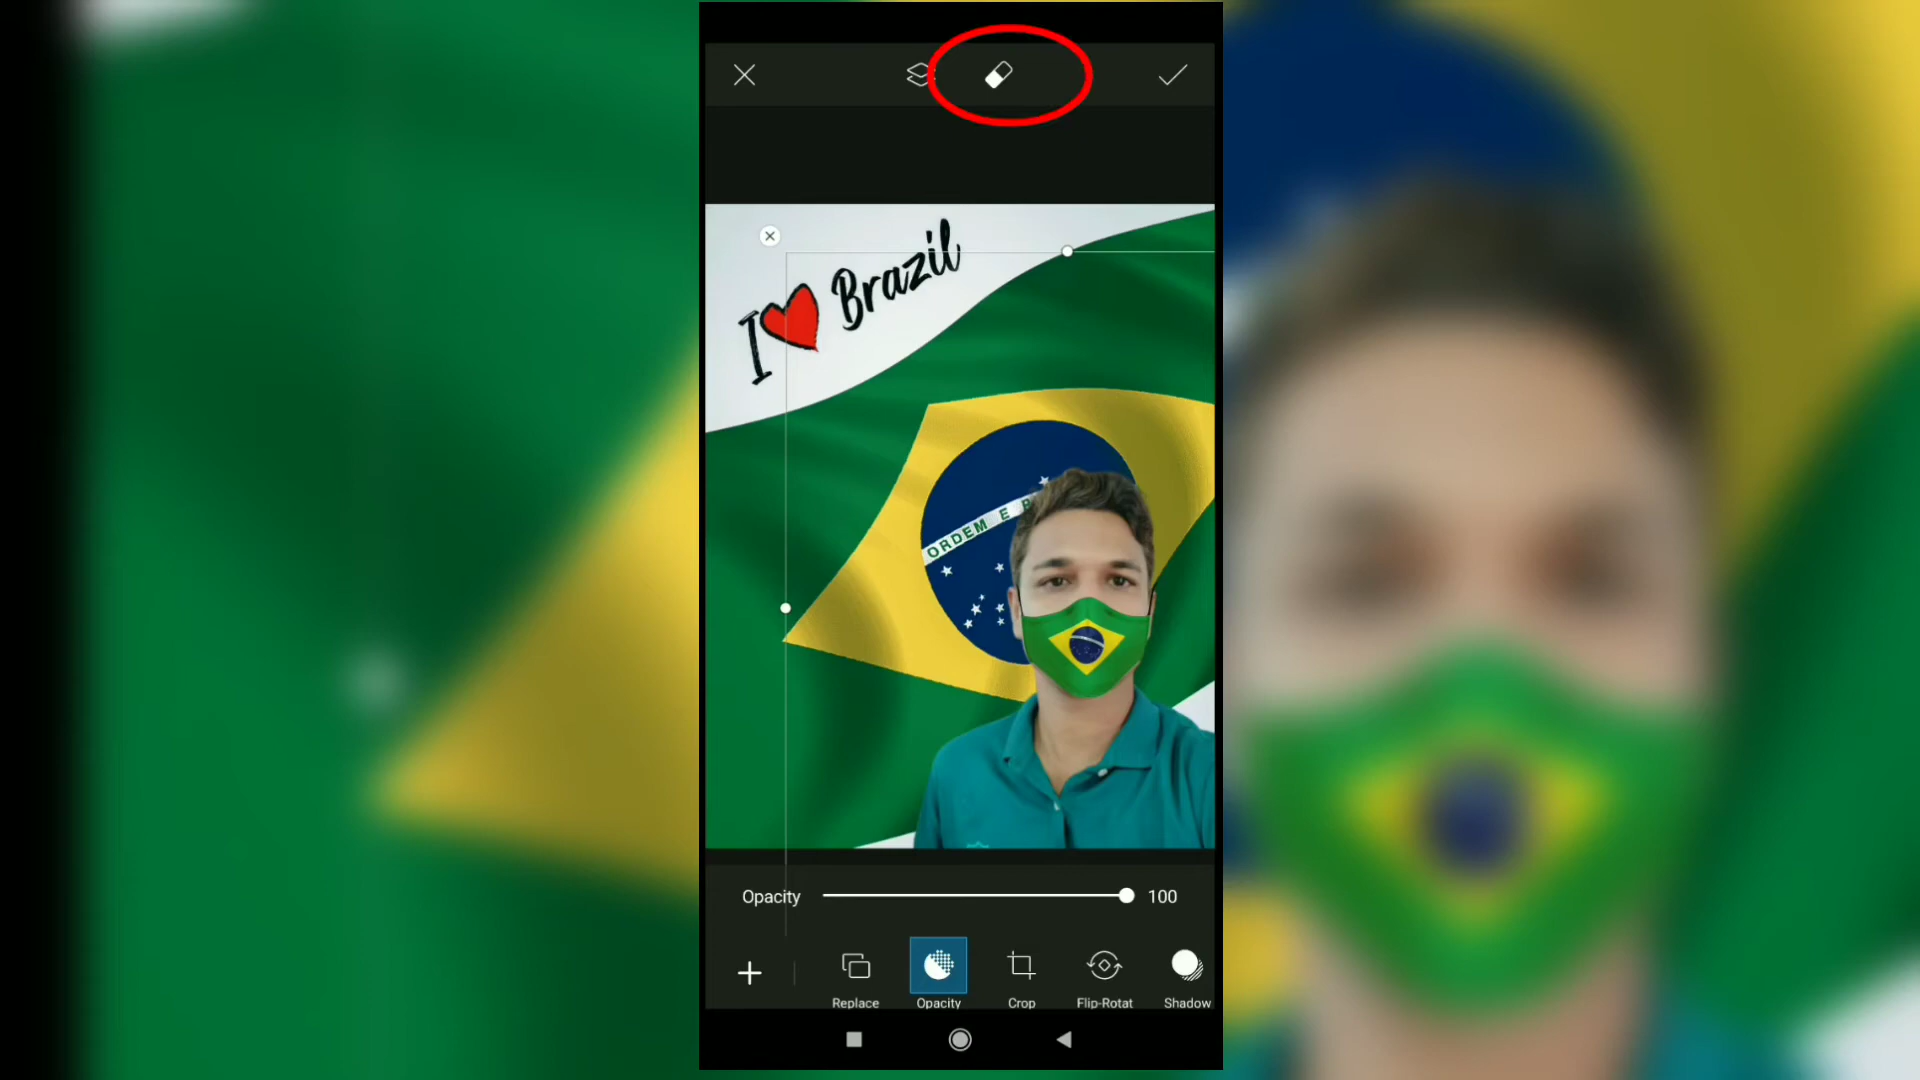 I
Brazil
ORDEM E P
Opacity 100
Replace Opacity Crop Flip-Rotat Shadow